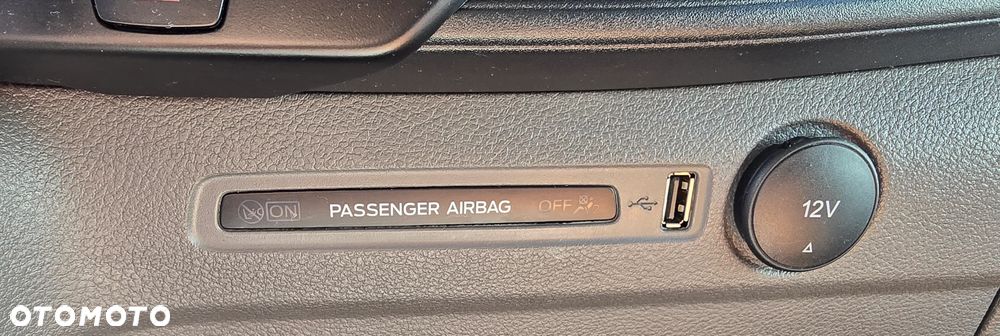 ON PASSENGER AIRBAG OFF
12V
OTOMOTO